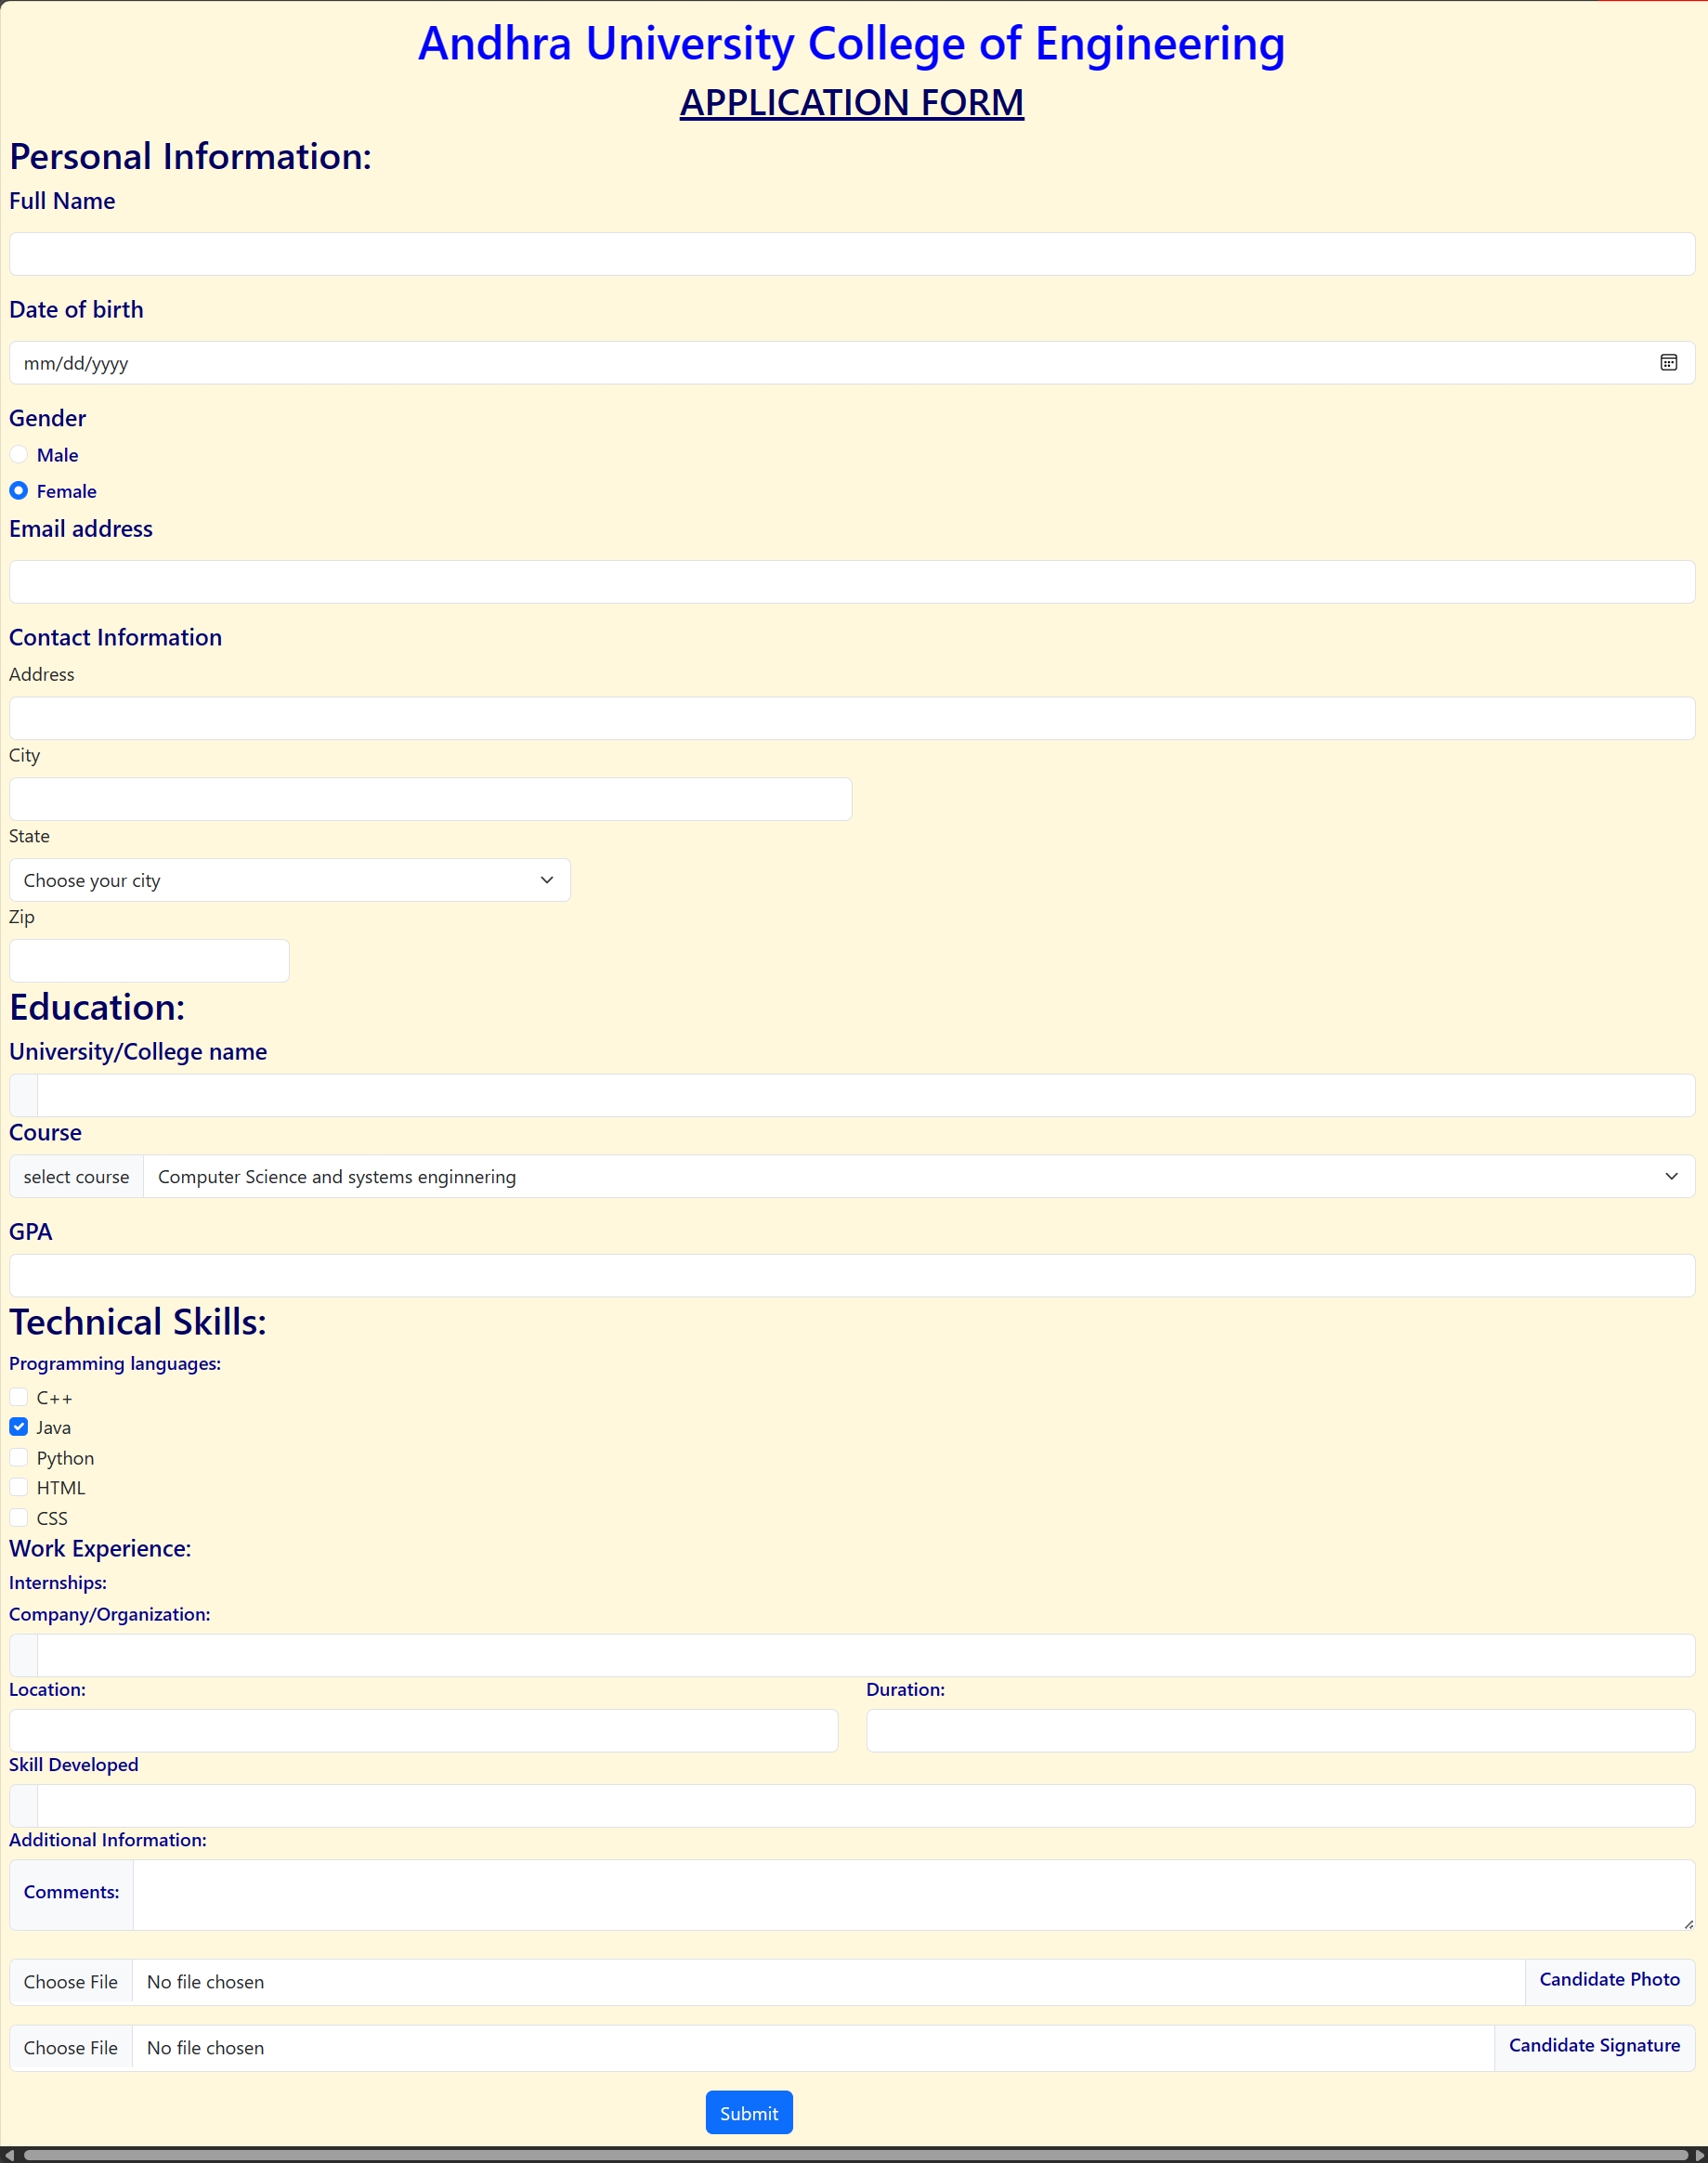 Andhra University College of Engineering
APPLICATION FORM
Personal Information:
Full Name
Date of birth
mm/dd/yyyy
Gender
Male
Female
Email address
Contact Information
Address
City
State
Choose your city
Zip
Education:
University/College name
Course
select course Computer Science and systems enginnering
GPA
Technical Skills:
Programming languages:
C++
Java
Python
HTML
CSS
Work Experience:
Internships:
Company/Organization:
Location: Duration:
Skill Developed
Additional Information:
Comments:
Choose File No file chosen Candidate Photo
Choose File No file chosen Candidate Signature
Submit